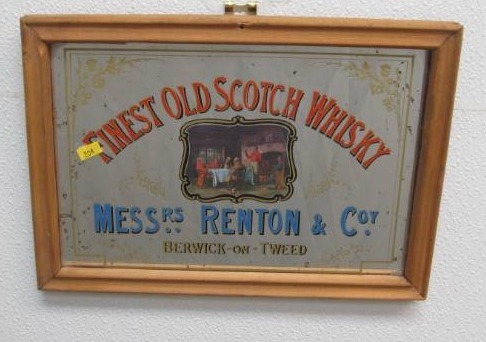 FINEST OLD SCOTCH WHISKY
MESSRS RENTON & COY
BERWICK-ON-TWEED